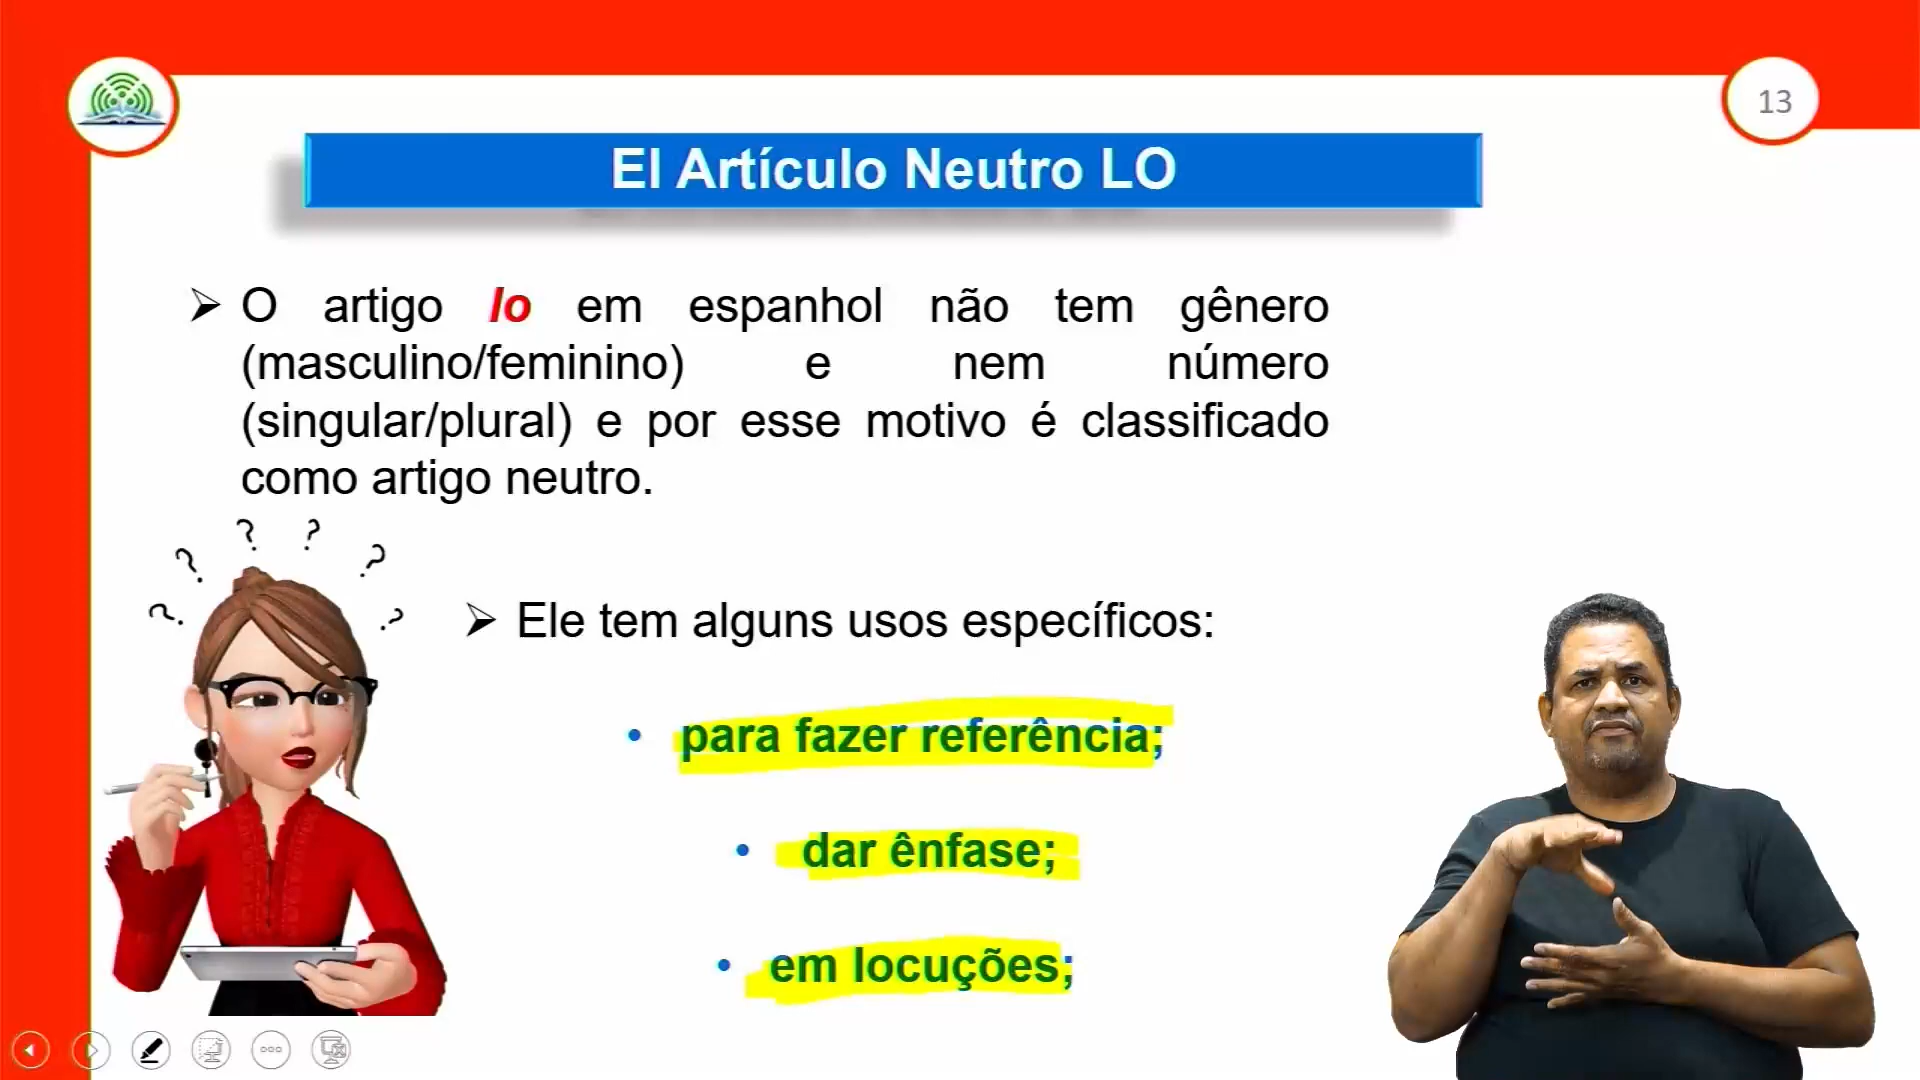 13
El Artículo Neutro LO
➢ O artigo lo em espanhol não tem gênero
(masculino/feminino) e nem número
(singular/plural) e por esse motivo é classificado
como artigo neutro.
? ? ? ? ? ?
➢ Ele tem alguns usos específicos:
• para fazer referência;
• dar ênfase;
• em locuções;